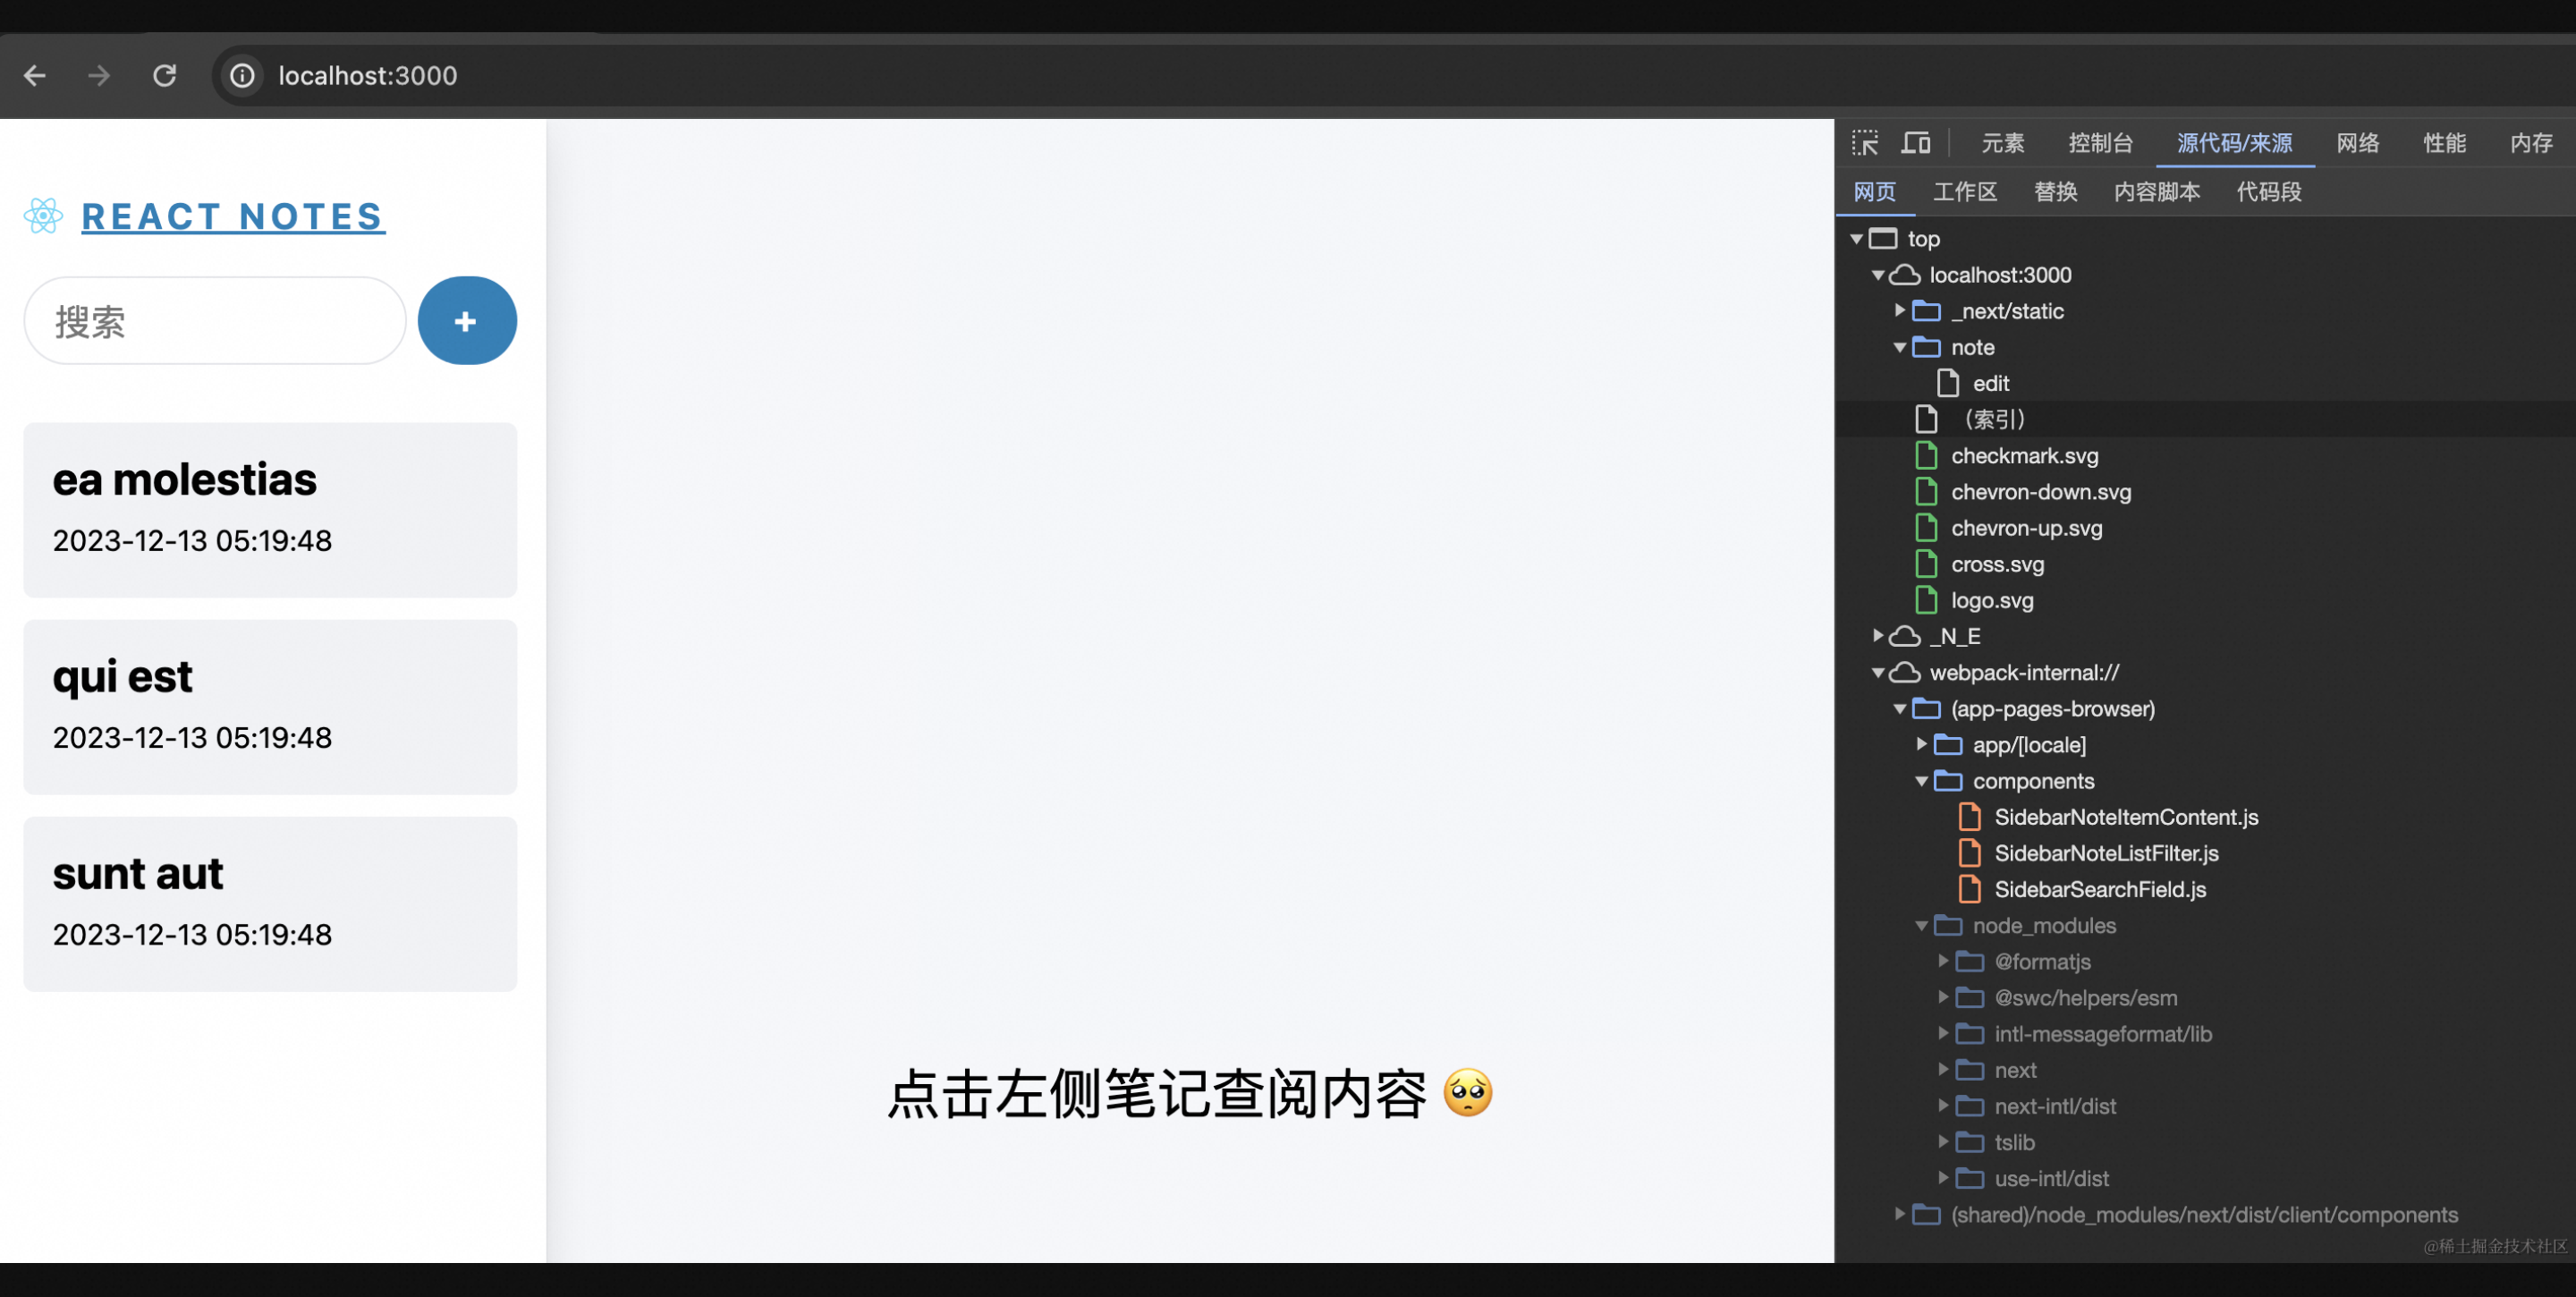 localhost:3000
REACT NOTES
搜索
+
ea molestias
2023-12-13 05:19:48
qui est
2023-12-13 05:19:48
sunt aut
2023-12-13 05:19:48
点击左侧笔记查阅内容 🥺
元素 控制台 源代码/来源 网络 性能 内存
网页 工作区 替换 内容脚本 代码段
top
localhost:3000
_next/static
note
edit
（索引）
checkmark.svg
chevron-down.svg
chevron-up.svg
cross.svg
logo.svg
_N_E
webpack-internal://
(app-pages-browser)
app/[locale]
components
SidebarNoteItemContent.js
SidebarNoteListFilter.js
SidebarSearchField.js
node_modules
@formatjs
@swc/helpers/esm
intl-messageformat/lib
next
next-intl/dist
tslib
use-intl/dist
(shared)/node_modules/next/dist/client/components
@稀土掘金技术社区